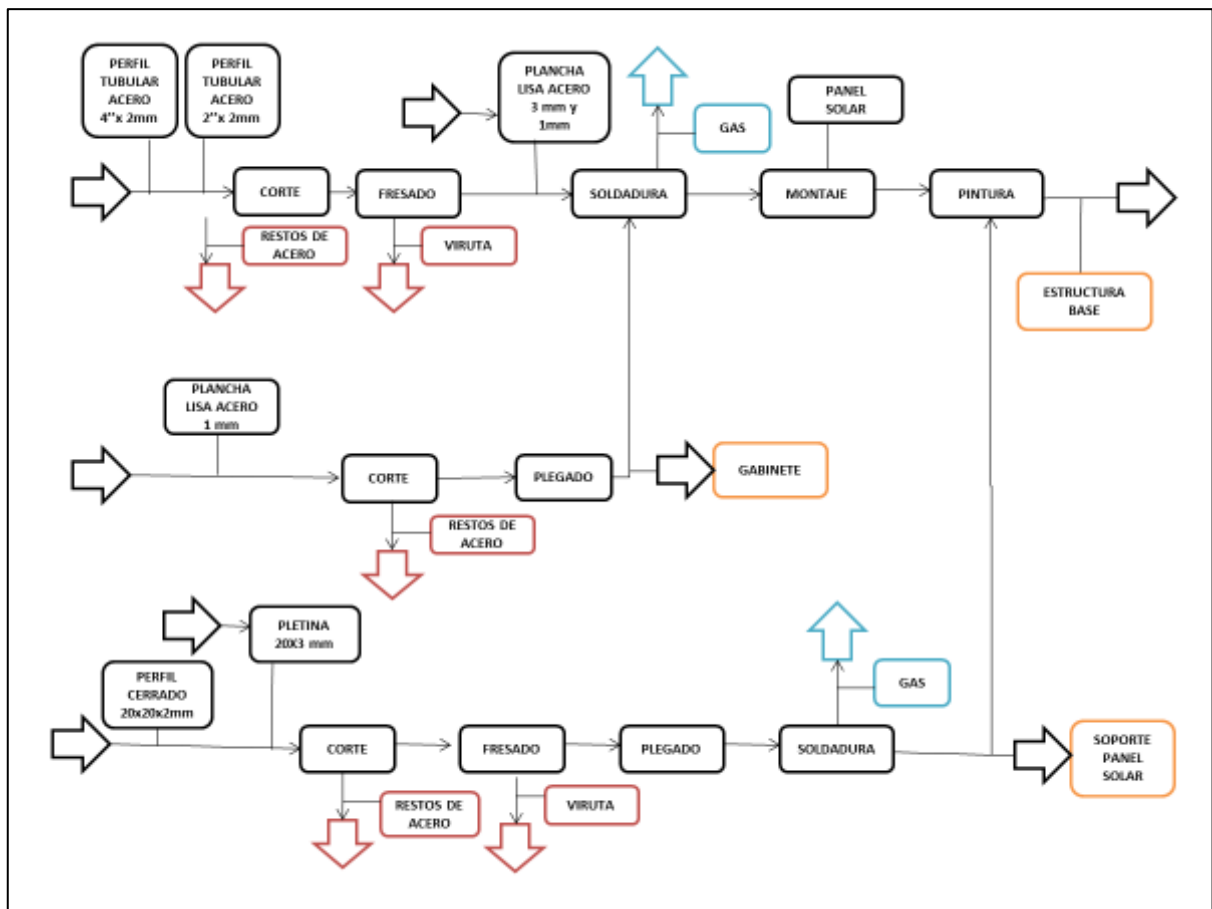 PERFIL
TUBULAR
ACERO
4''x 2mm
PERFIL
TUBULAR
ACERO
2''x 2mm
PLANCHA
LISA ACERO
3 mm y
1mm
GAS
PANEL
SOLAR
CORTE
FRESADO
SOLDADURA
MONTAJE
PINTURA
RESTOS DE
ACERO
VIRUTA
ESTRUCTURA
BASE
PLANCHA
LISA ACERO
1 mm
CORTE
PLEGADO
GABINETE
RESTOS DE
ACERO
PLETINA
20X3 mm
PERFIL
CERRADO
20x20x2mm
GAS
CORTE
FRESADO
PLEGADO
SOLDADURA
SOPORTE
PANEL
SOLAR
RESTOS DE
ACERO
VIRUTA